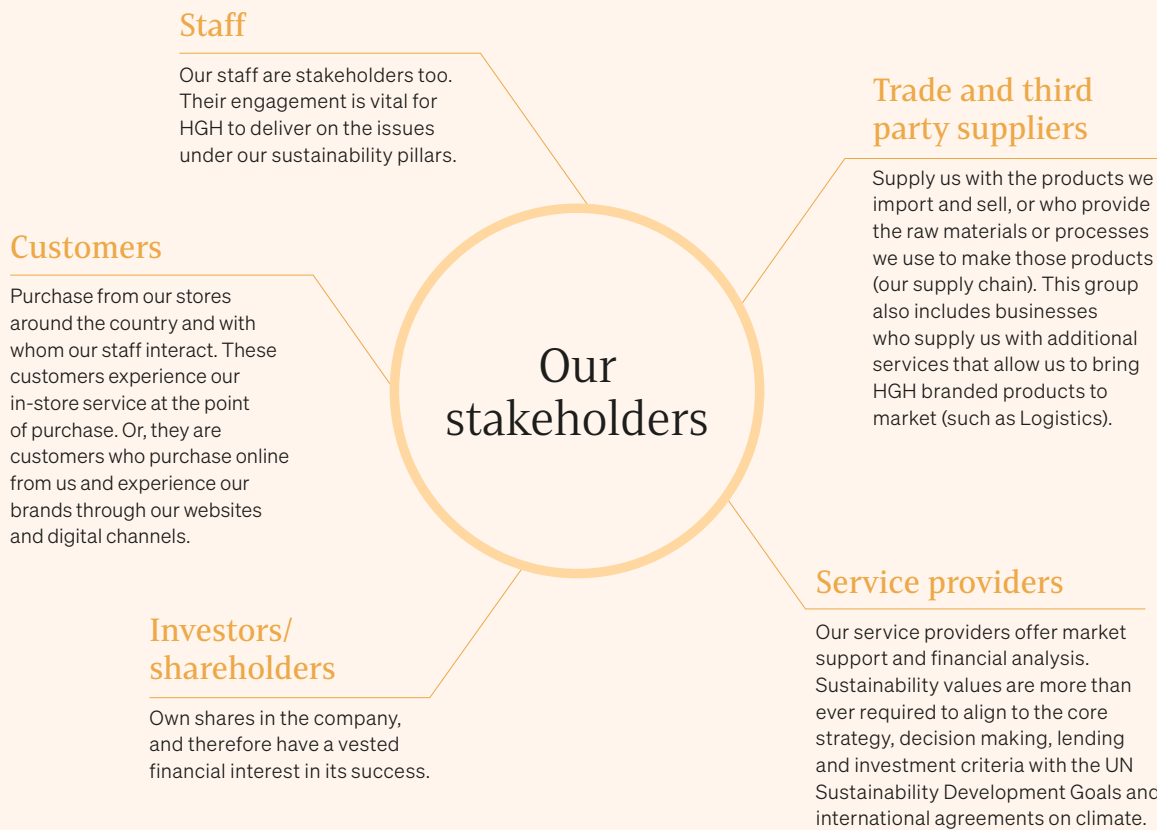 Staff
Our staff are stakeholders too.
Their engagement is vital for
HGH to deliver on the issues
under our sustainability pillars.
Trade and third
party suppliers
Supply us with the products we
import and sell, or who provide
the raw materials or processes
we use to make those products
(our supply chain). This group
also includes businesses
who supply us with additional
services that allow us to bring
HGH branded products to
market (such as Logistics).
Customers
Purchase from our stores
around the country and with
whom our staff interact. These
customers experience our
in-store service at the point
of purchase. Or, they are
customers who purchase online
from us and experience our
brands through our websites
and digital channels.
Our
stakeholders
Investors/
shareholders
Own shares in the company,
and therefore have a vested
financial interest in its success.
Service providers
Our service providers offer market
support and financial analysis.
Sustainability values are more than
ever required to align to the core
strategy, decision making, lending
and investment criteria with the UN
Sustainability Development Goals and
international agreements on climate.